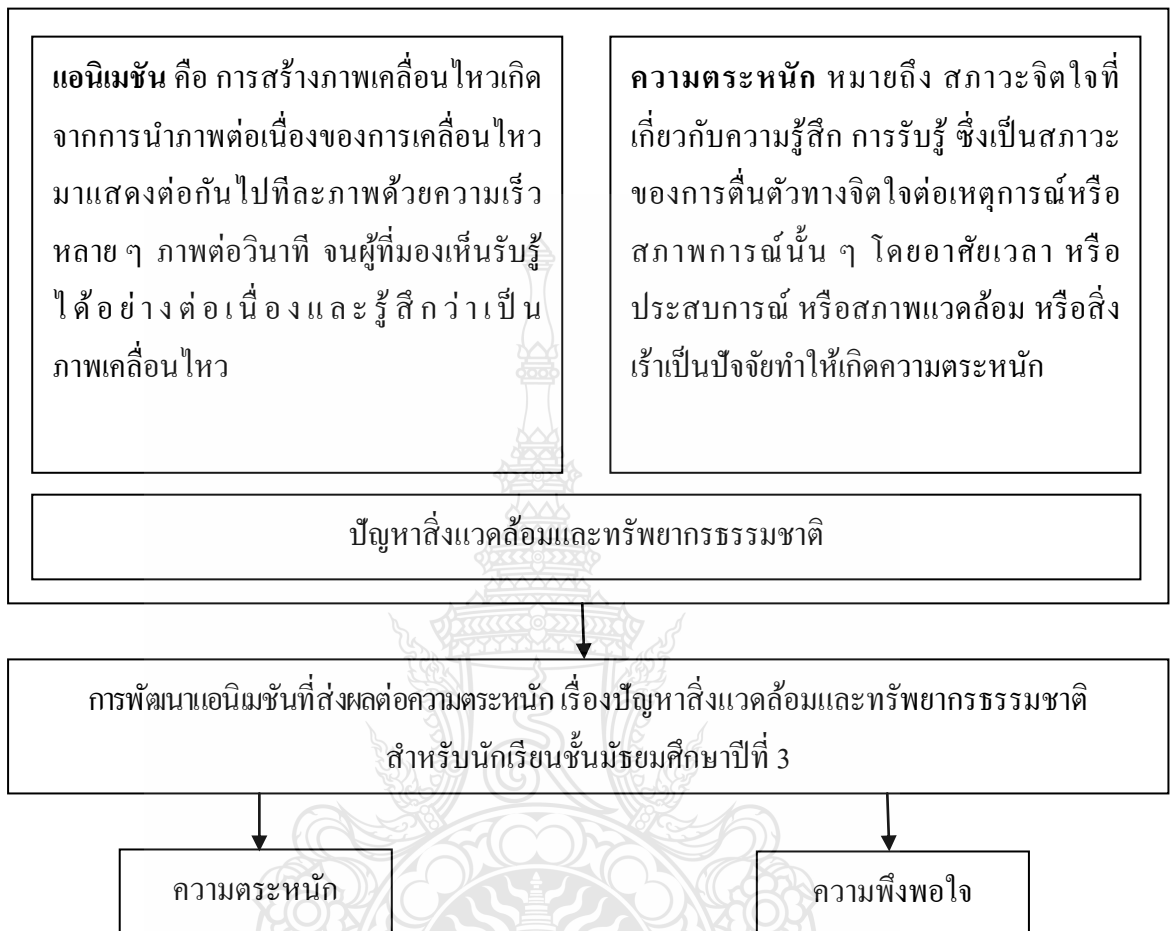 แอนิเมชัน คือ การสร้างภาพเคลื่อนไหวเกิด
จากการนำภาพต่อเนื่องของการเคลื่อนไหว
มาแสดงต่อกันไปทีละภาพด้วยความเร็ว
หลาย ๆ ภาพต่อวินาที จนผู้ที่มองเห็นรับรู้
ได้อย่างต่อเนื่องและรู้สึกว่าเป็น
ภาพเคลื่อนไหว
ความตระหนัก หมายถึง สภาวะจิตใจที่
เกี่ยวกับความรู้สึก การรับรู้ ซึ่งเป็นสภาวะ
ของการตื่นตัวทางจิตใจต่อเหตุการณ์หรือ
สภาพการณ์นั้น ๆ โดยอาศัยเวลา หรือ
ประสบการณ์ หรือสภาพแวดล้อม หรือสิ่ง
เร้าเป็นปัจจัยทำให้เกิดความตระหนัก
ปัญหาสิ่งแวดล้อมและทรัพยากรธรรมชาติ
การพัฒนาแอนิเมชันที่ส่งผลต่อความตระหนัก เรื่องปัญหาสิ่งแวดล้อมและทรัพยากรธรรมชาติ
สำหรับนักเรียนชั้นมัธยมศึกษาปีที่ 3
ความตระหนัก
ความพึงพอใจ